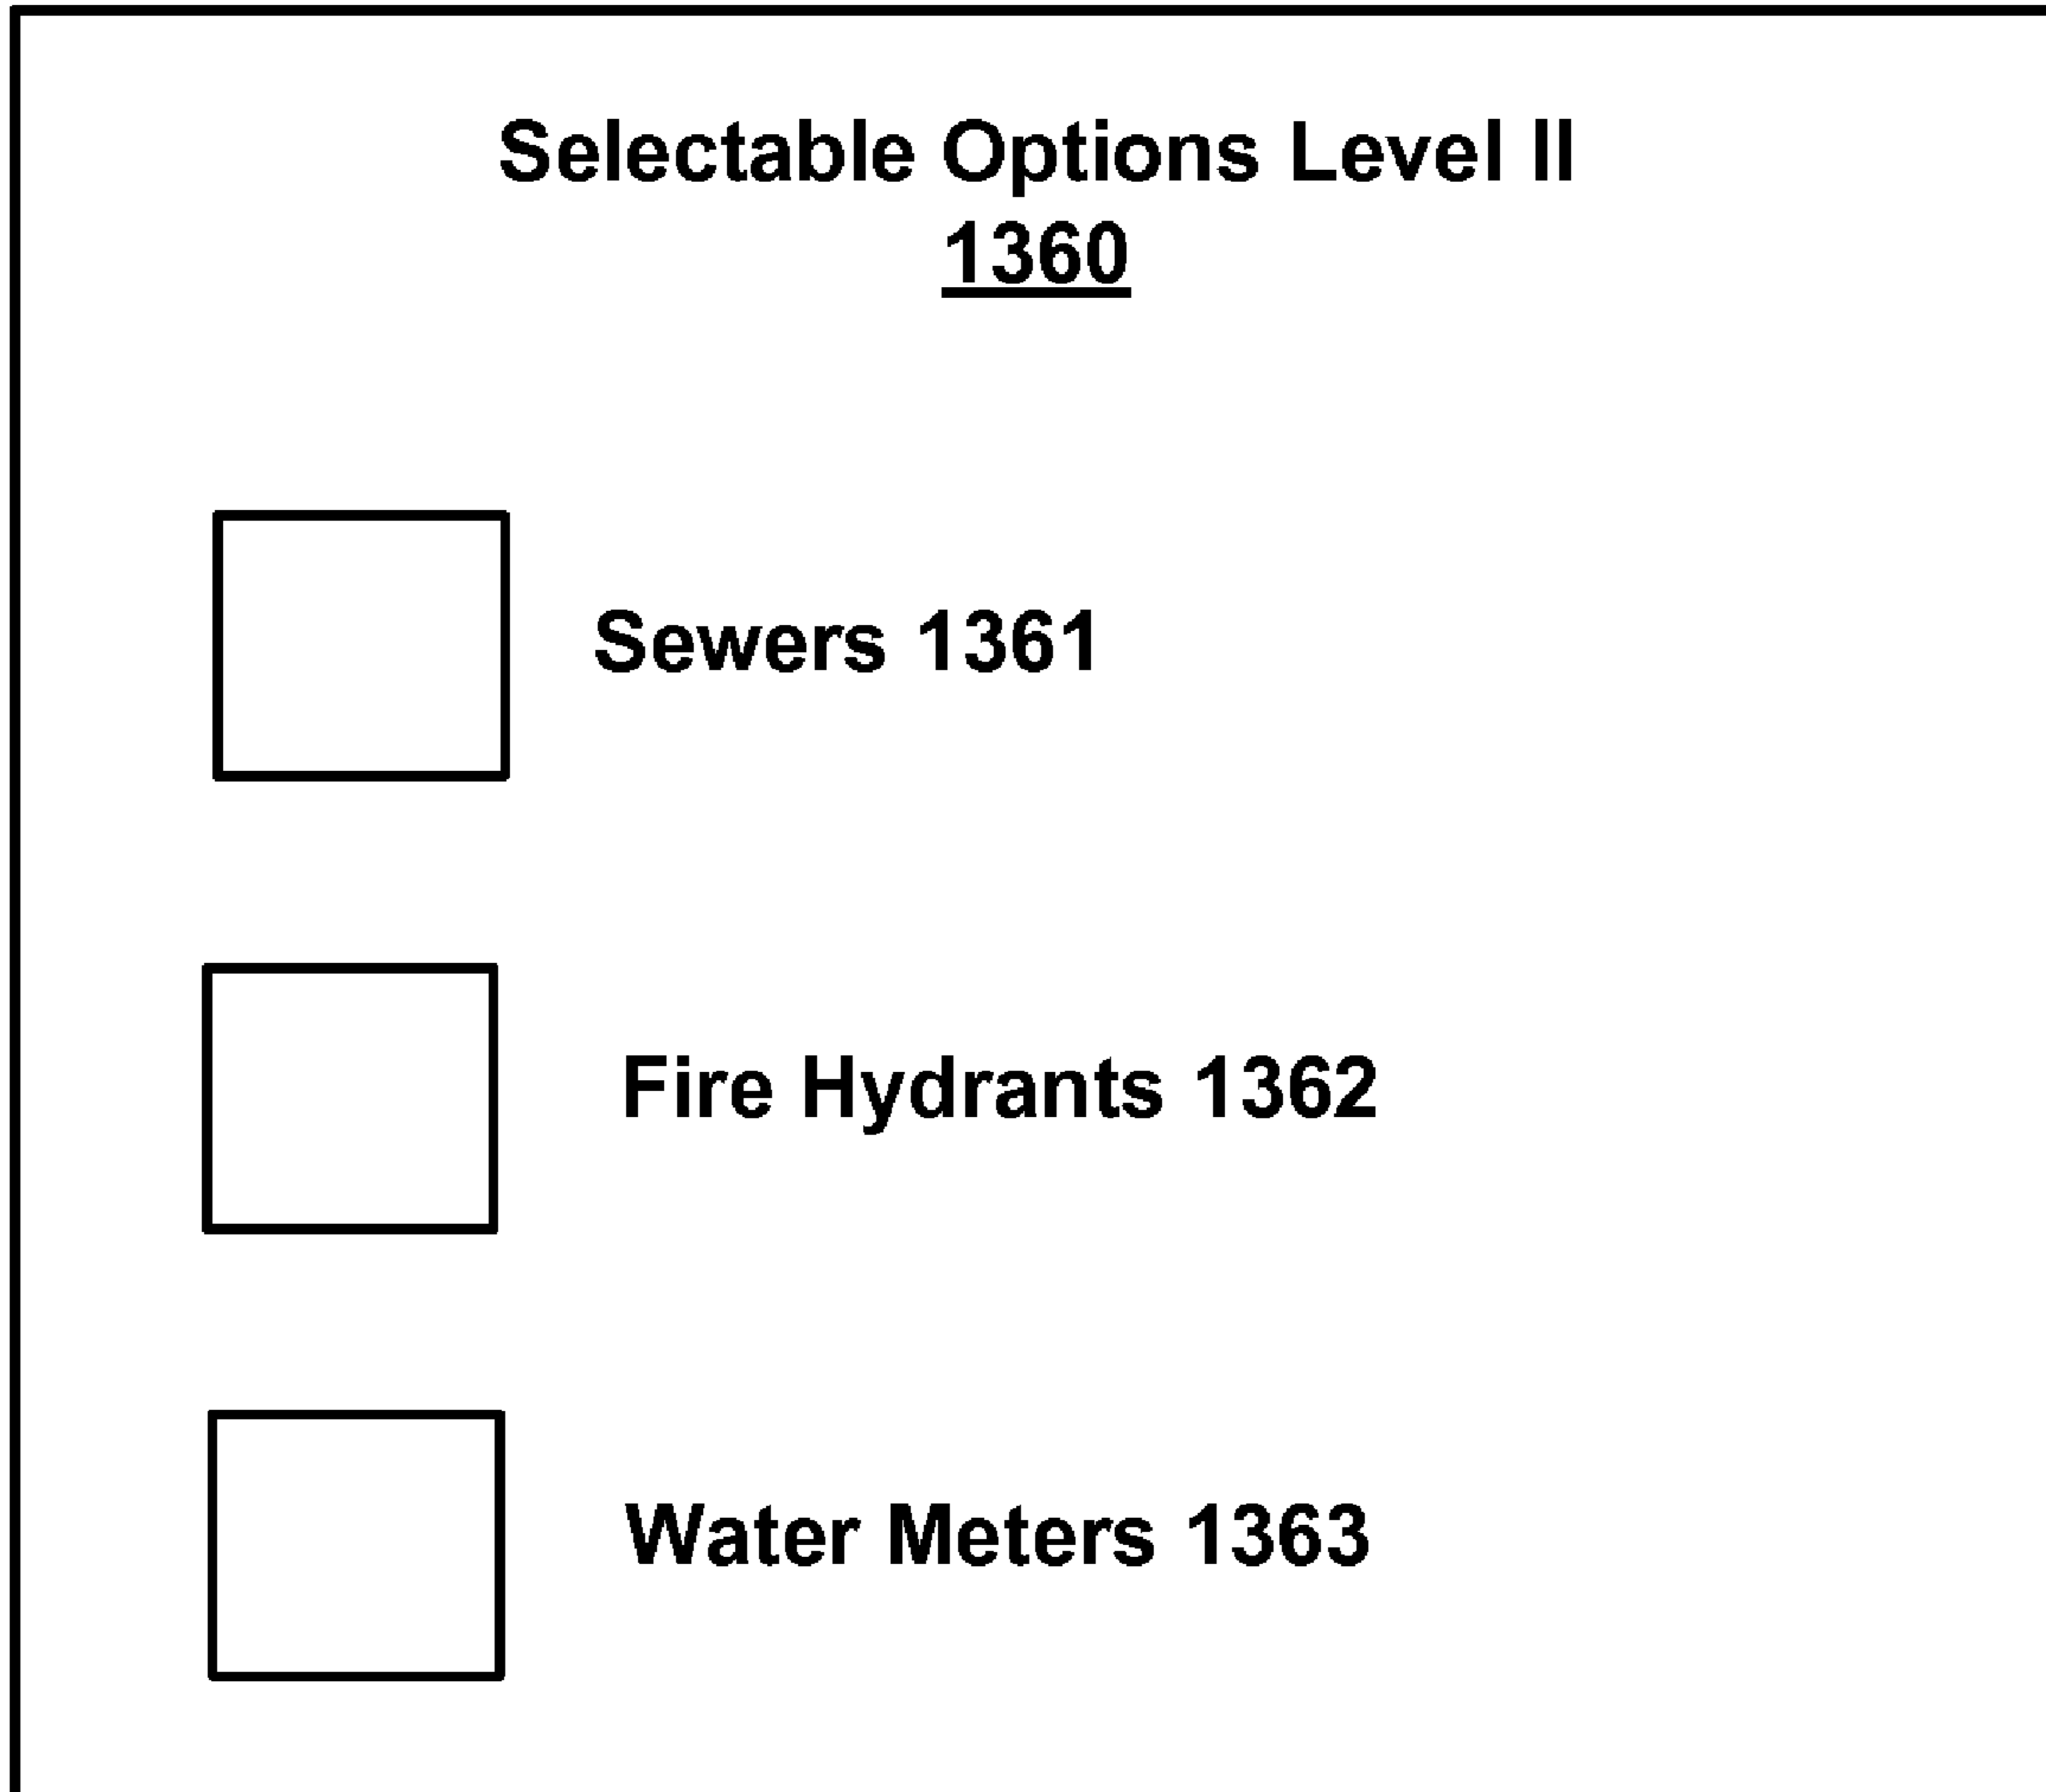 Selectable Options Level II
1360
Sewers 1361
Fire Hydrants 1362
Water Meters 1363